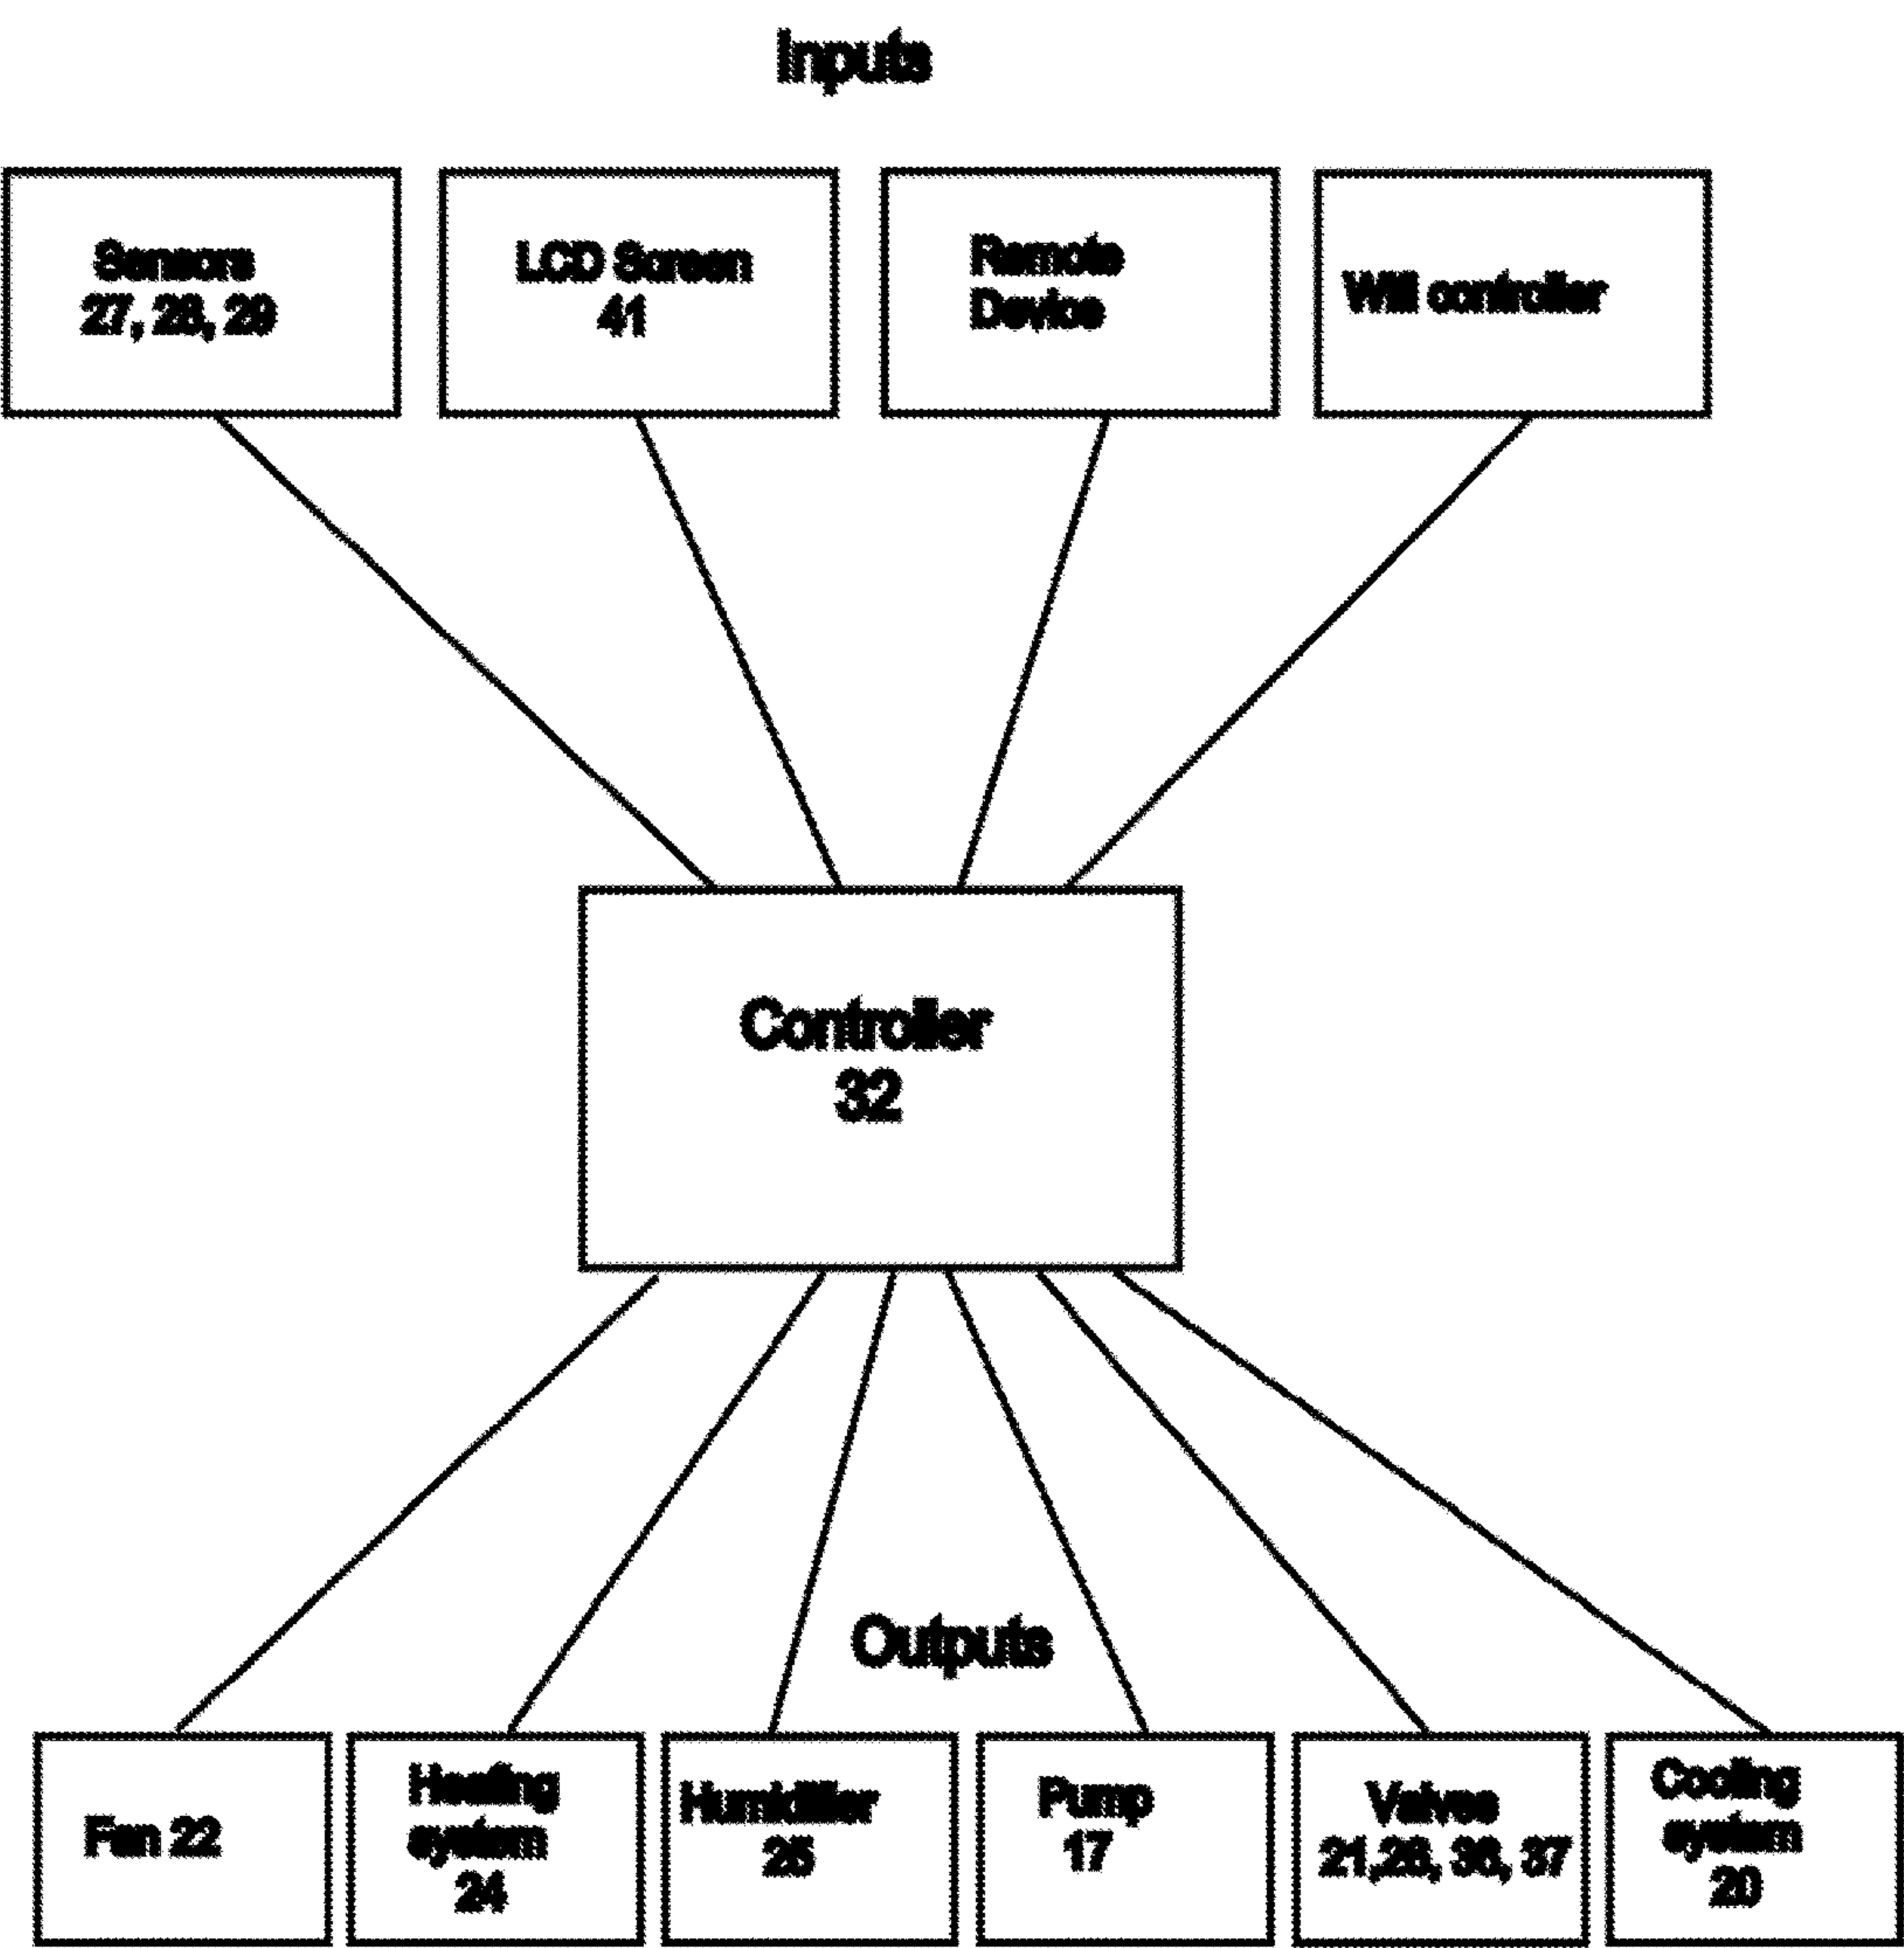 Inputs
Sensors
27, 28, 29
LCD Screen
41
Remote
Device
Wifi controller
Controller
32
Outputs
Fan 22
Heating
system
24
Humidifier
25
Pump
17
Valves
21,26, 36, 37
Cooling
system
20